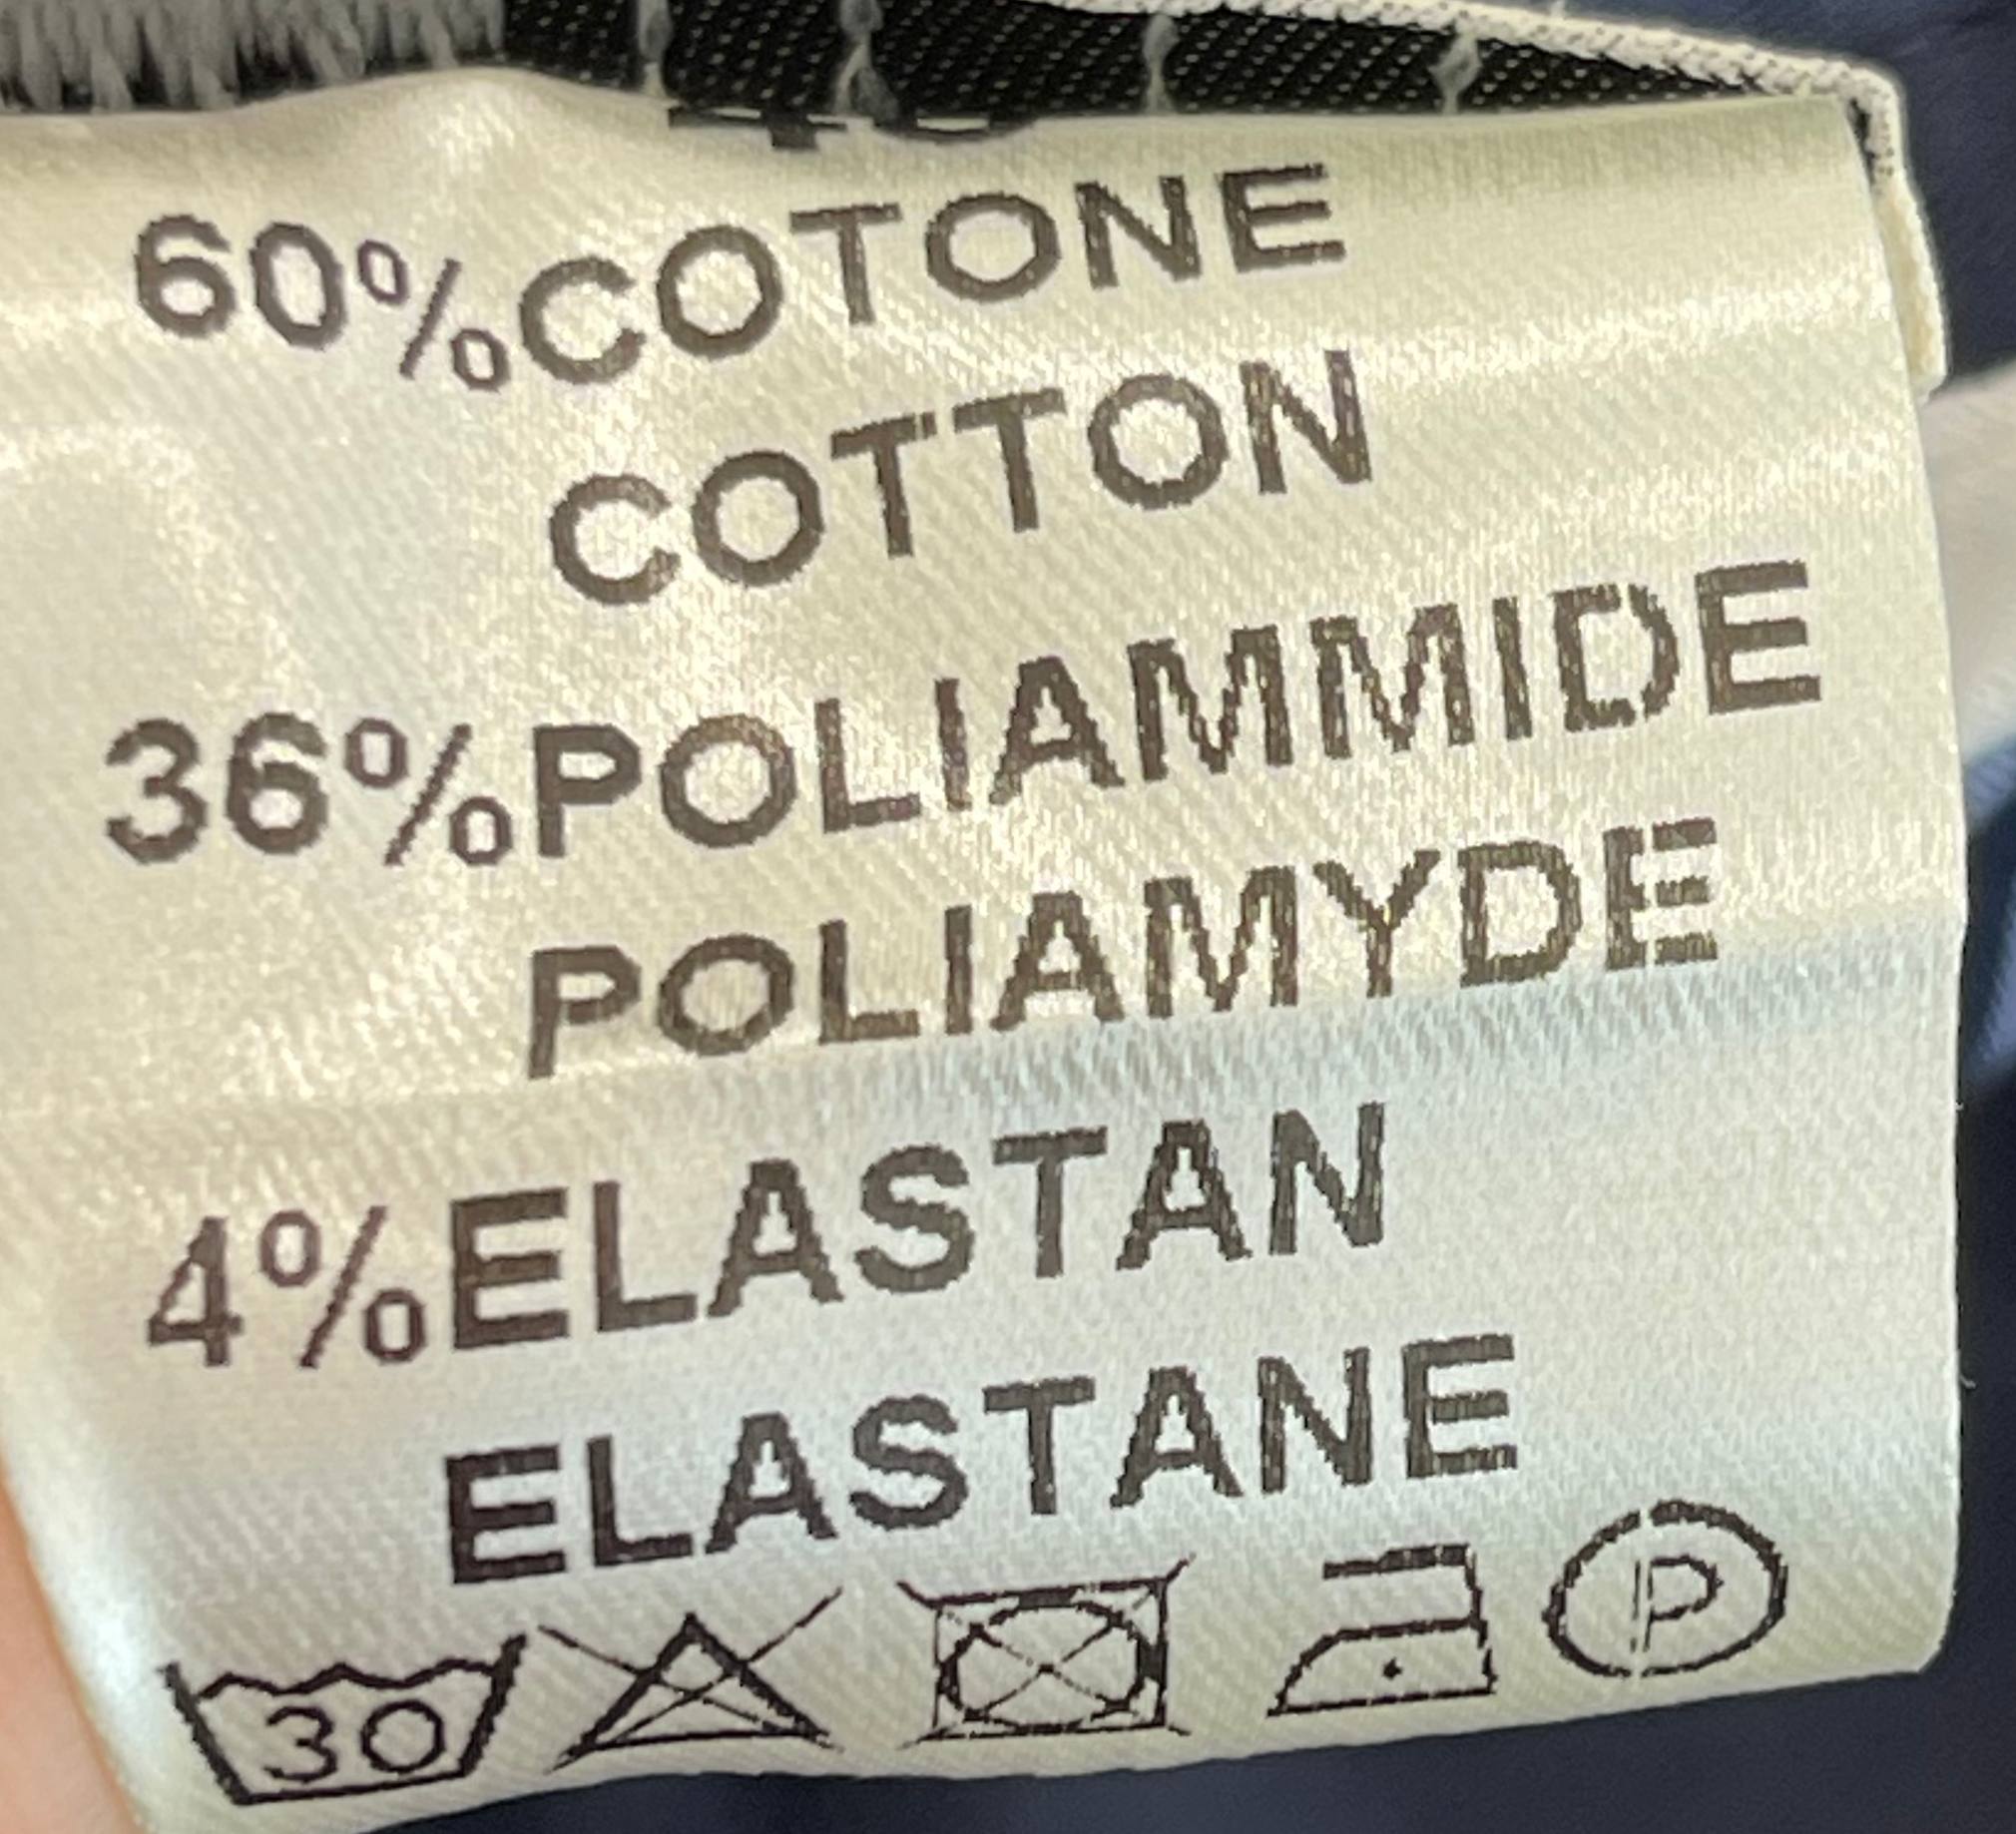 60%COTONE
COTTON
36%POLIAMMIDE
POLIAMYDE
4%ELASTAN
ELASTANE
30 P